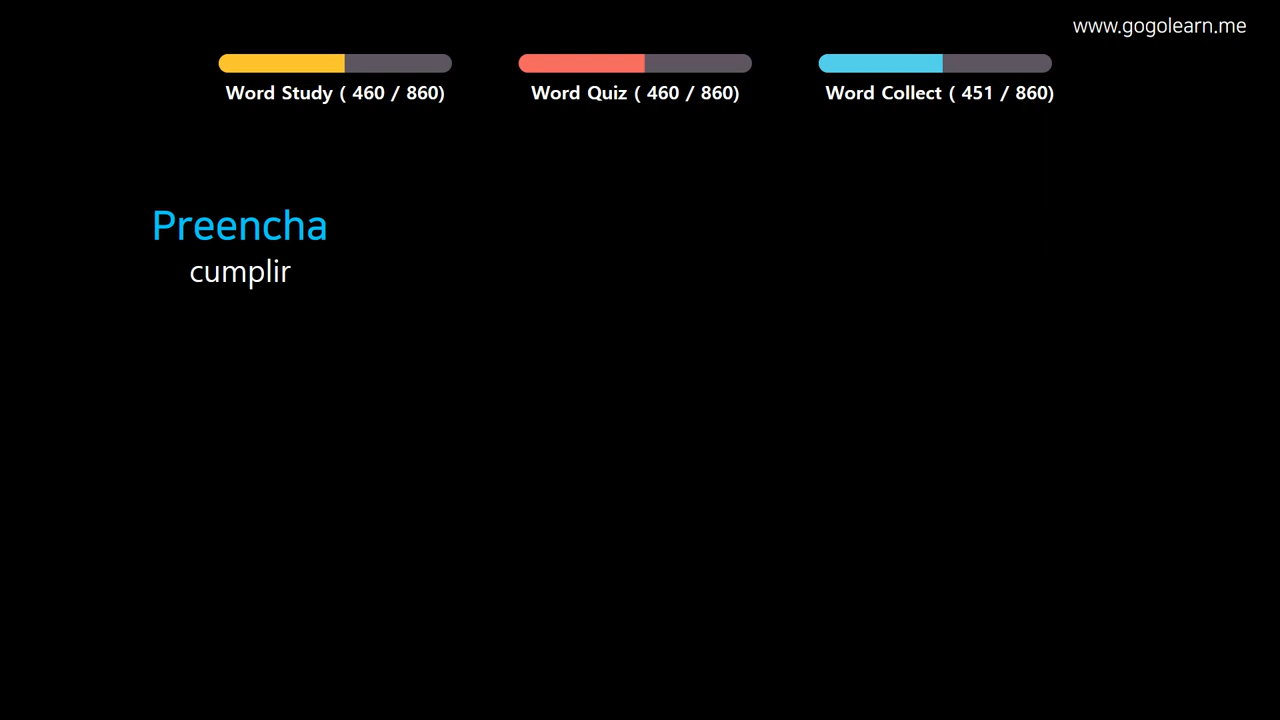 www.gogolearn.me
Word Study ( 460 / 860)
Word Quiz ( 460 / 860)
Word Collect ( 451 / 860)
Preencha
cumplir